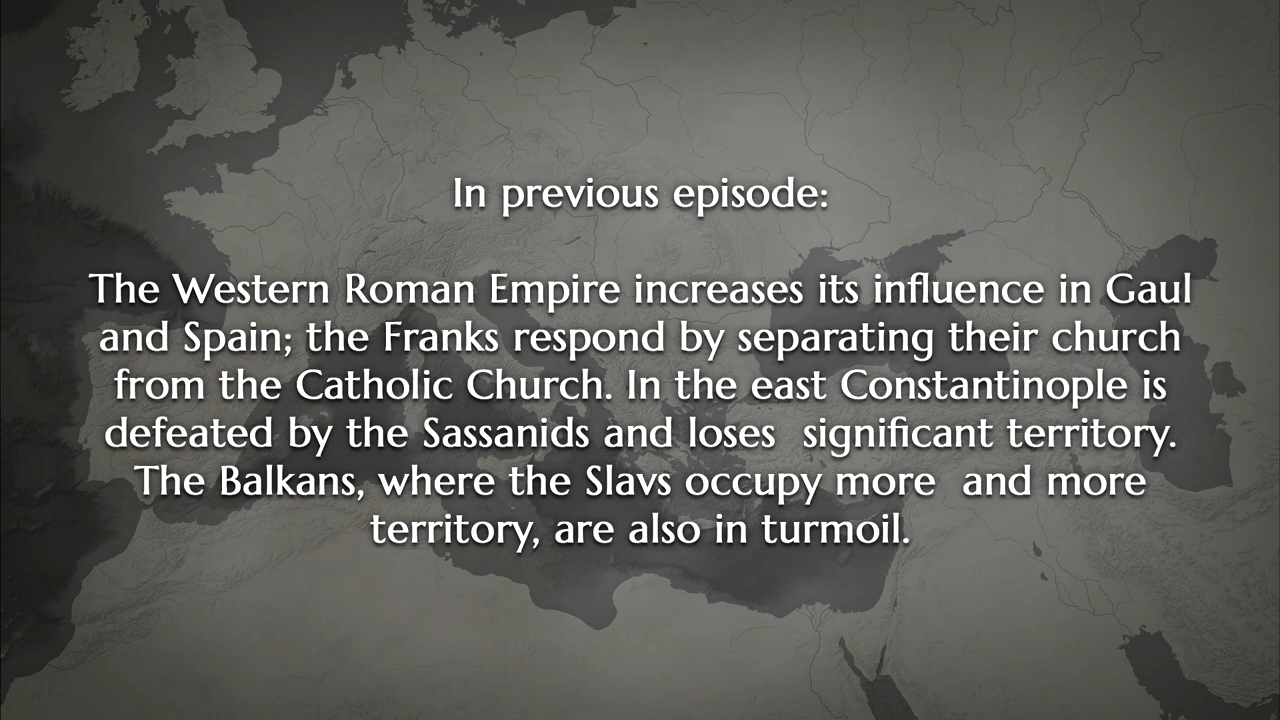 In previous episode:
The Western Roman Empire increases its influence in Gaul
and Spain; the Franks respond by separating their church
from the Catholic Church. In the east Constantinople is
defeated by the Sassanids and loses  significant territory.
The Balkans, where the Slavs occupy more  and more
territory, are also in turmoil.